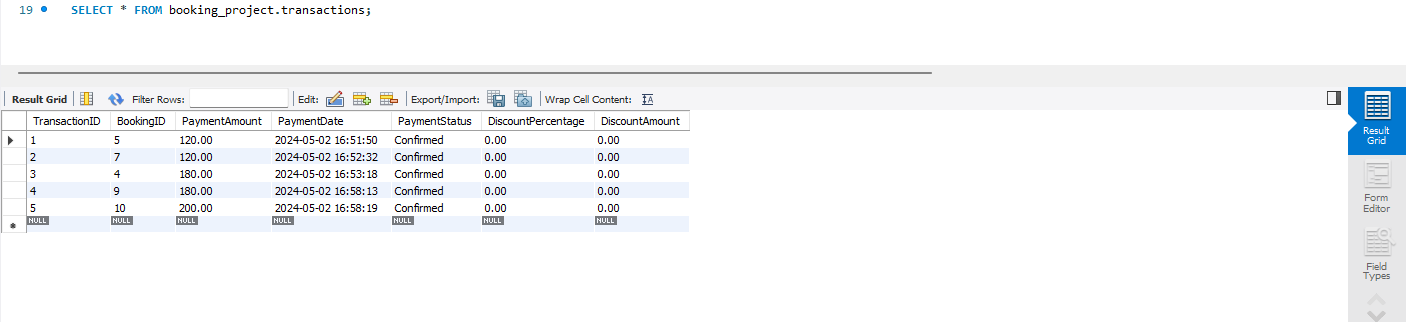 19 SELECT * FROM booking_project.transactions;
Result Grid Filter Rows: Edit: Export/Import: Wrap Cell Content: IA
TransactionID BookingID PaymentAmount PaymentDate PaymentStatus DiscountPercentage DiscountAmount
1 5 120.00 2024-05-02 16:51:50 Confirmed 0.00 0.00
2 7 120.00 2024-05-02 16:52:32 Confirmed 0.00 0.00
3 4 180.00 2024-05-02 16:53:18 Confirmed 0.00 0.00
4 9 180.00 2024-05-02 16:58:13 Confirmed 0.00 0.00
5 10 200.00 2024-05-02 16:58:19 Confirmed 0.00 0.00
NULL NULL NULL NULL NULL NULL NULL
Result
Grid
Form
Editor
Field
Types